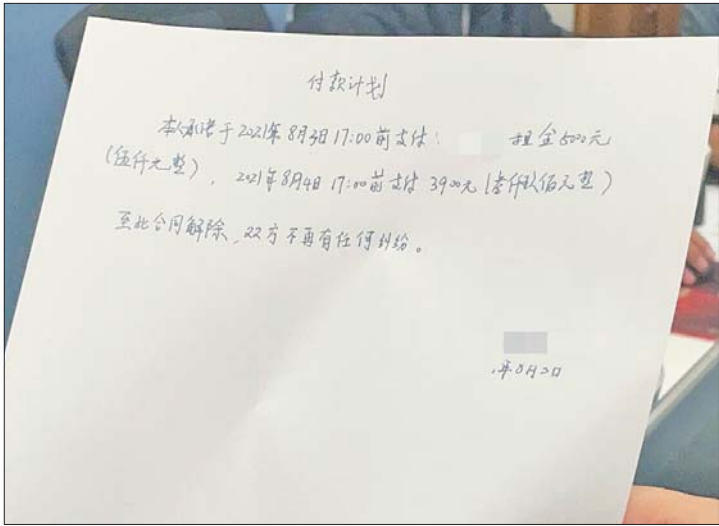 付款计划
本人承诺于2021年8月3日17:00前支付: 租金5000元
(伍仟元整), 2021年8月4日17:00前支付3900元(叁仟玖佰元整)
至此合同解除,双方不再有任何纠纷。
年8月2日